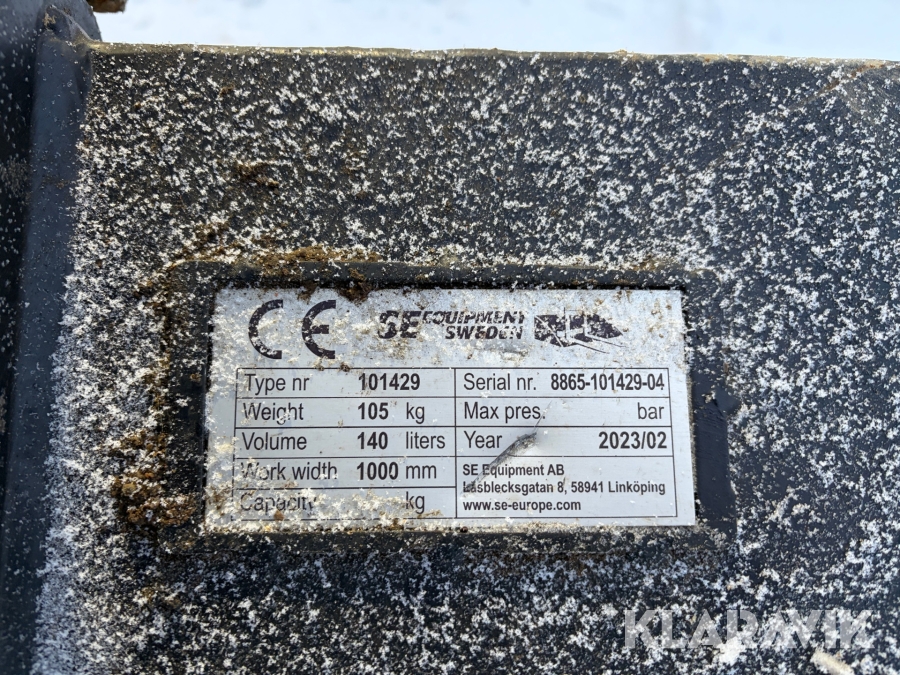 CE SE EQUIPMENT SWEDEN
Type nr 101429 Serial nr. 8865-101429-04
Weight 105 kg Max pres. bar
Volume 140 liters Year 2023/02
Work width 1000 mm SE Equipment AB
Låsblecksgatan 8, 58941 Linköping
Capacity kg www.se-europe.com
KLARAVIK